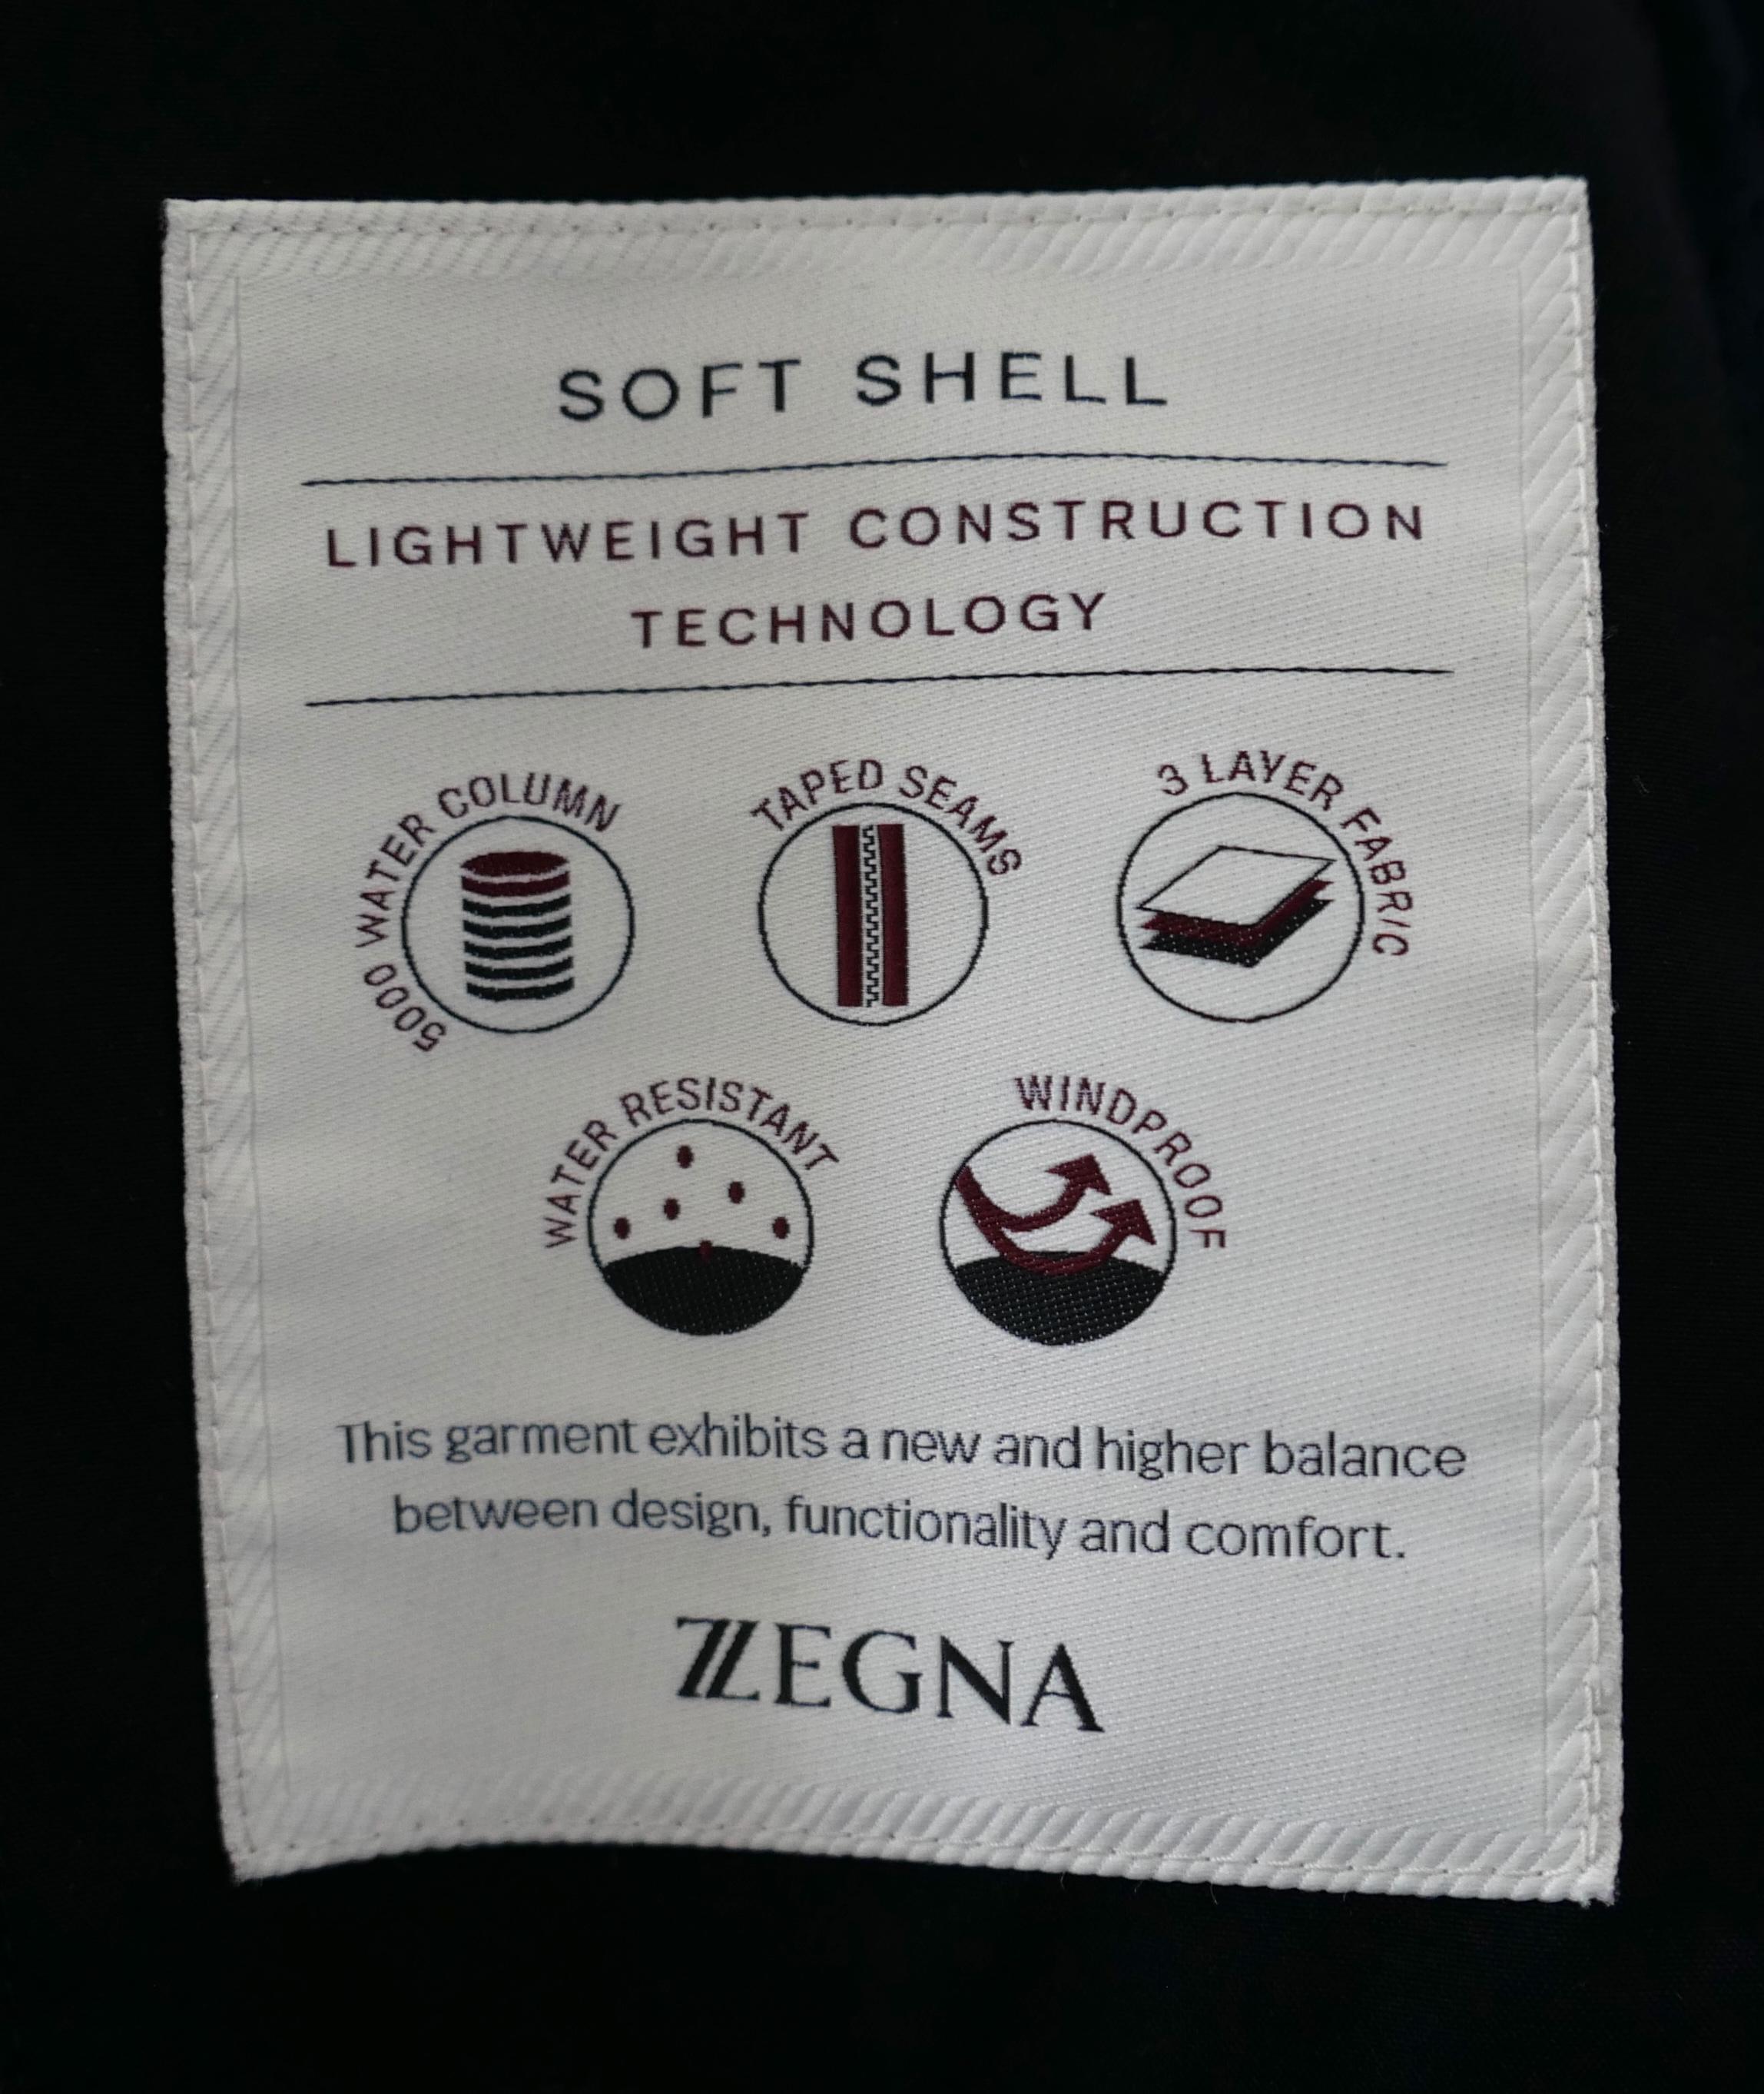 SOFT SHELL
LIGHTWEIGHT CONSTRUCTION
TECHNOLOGY
5000 WATER COLUMN
TAPED SEAMS
3 LAYER FABRIC
WATER RESISTANT
WINDPROOF
This garment exhibits a new and higher balance
between design, functionality and comfort.
ZZEGNA